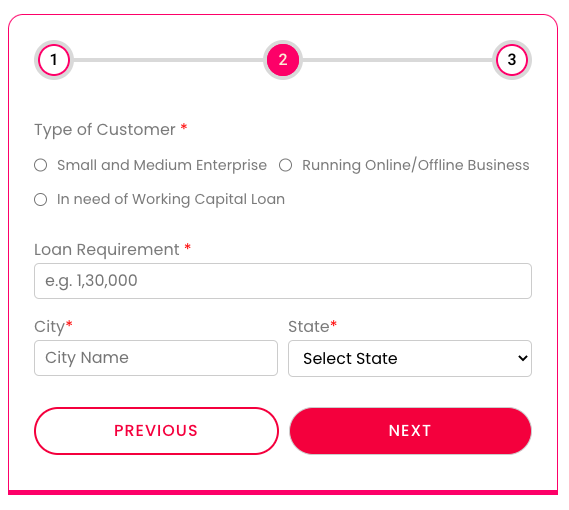 1 2 3
Type of Customer *
Small and Medium Enterprise Running Online/Offline Business
In need of Working Capital Loan
Loan Requirement *
e.g. 1,30,000
City* State*
City Name Select State
PREVIOUS NEXT